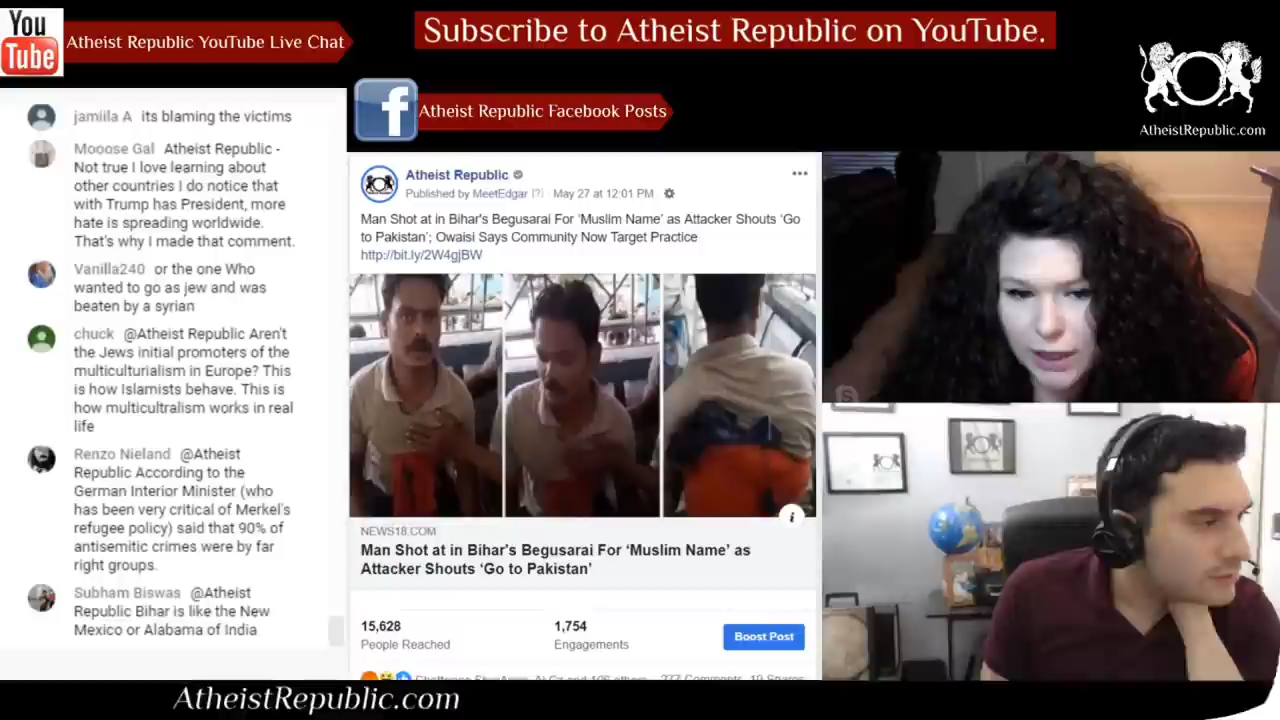 You
Tube
Atheist Republic YouTube Live Chat
Subscribe to Atheist Republic on YouTube.
AtheistRepublic.com
f
Atheist Republic Facebook Posts
jamiila A its blaming the victims
Mooose Gal Atheist Republic -
Not true I love learning about
other countries I do notice that
with Trump has President, more
hate is spreading worldwide.
That's why I made that comment.
Vanilla240 or the one Who
wanted to go as jew and was
beaten by a syrian
chuck @Atheist Republic Aren't
the Jews initial promoters of the
multiculturialism in Europe? This
is how Islamists behave. This is
how multicultralism works in real
life
Renzo Nieland @Atheist
Republic According to the
German Interior Minister (who
has been very critical of Merkel's
refugee policy) said that 90% of
antisemitic crimes were by far
right groups.
Subham Biswas @Atheist
Republic Bihar is like the New
Mexico or Alabama of India
Atheist Republic
Published by MeetEdgar [?] · May 27 at 12:01 PM ·
Man Shot at in Bihar's Begusarai For 'Muslim Name' as Attacker Shouts 'Go
to Pakistan'; Owaisi Says Community Now Target Practice
http://bit.ly/2W4gjBW
NEWS18.COM
Man Shot at in Bihar's Begusarai For 'Muslim Name' as
Attacker Shouts 'Go to Pakistan'
15,628
People Reached
1,754
Engagements
Boost Post
AtheistRepublic.com